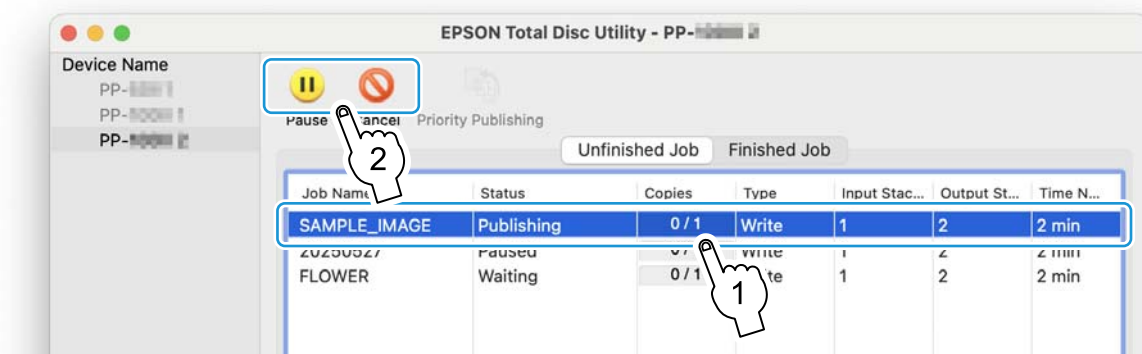 EPSON Total Disc Utility - PP-
Device Name
PP-
PP-
PP-
Pause Cancel Priority Publishing
2
Unfinished Job Finished Job
Job Name Status Copies Type Input Stac... Output St... Time N...
SAMPLE_IMAGE Publishing 0 / 1 Write 1 2 2 min
20250527 Paused 0 / Write 1 2 2 min
FLOWER Waiting 0 / 1 1 2 2 min
1